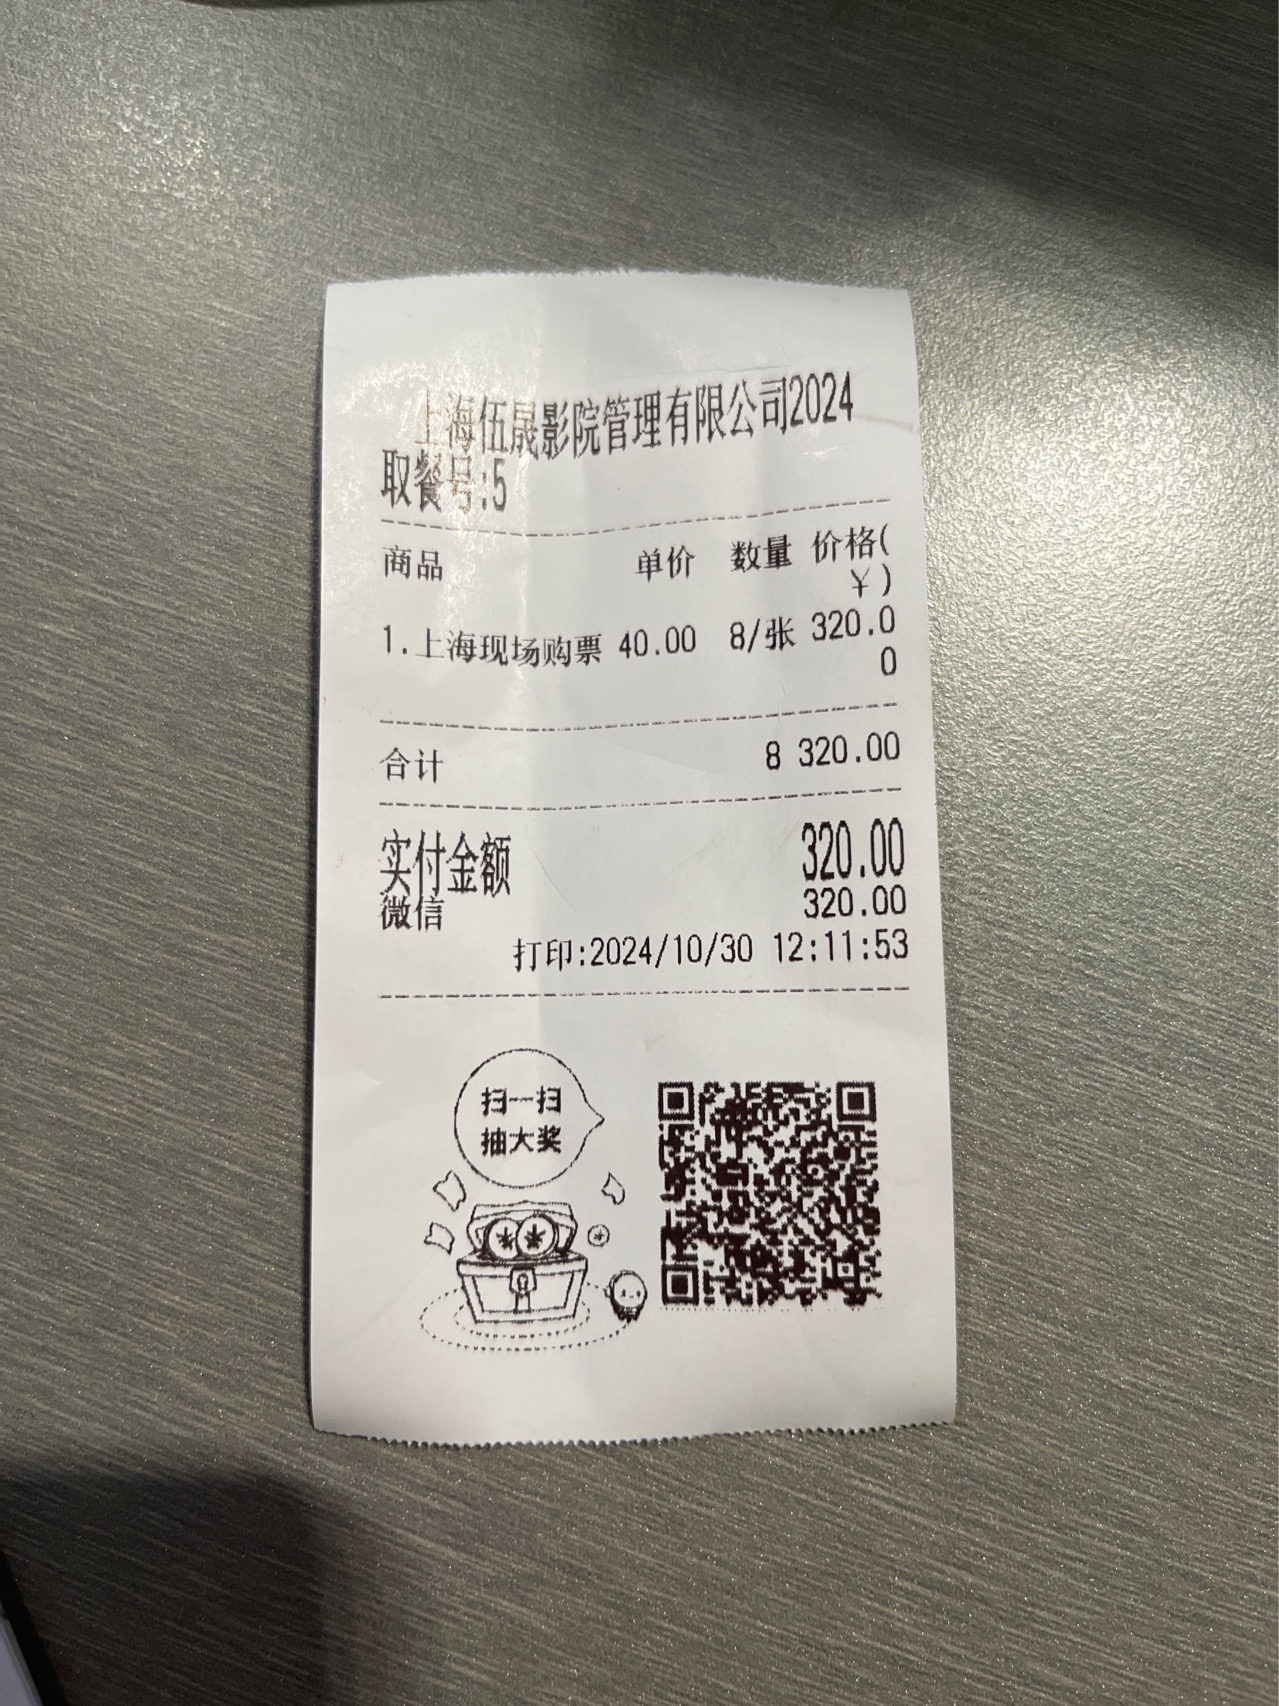 上海伍晟影院管理有限公司2024
取餐号:5
商品 单价 数量 价格(
￥)
1.上海现场购票 40.00 8/张 320.0
0
合计 8 320.00
实付金额 320.00
微信 320.00
打印:2024/10/30 12:11:53
扫一扫
抽大奖